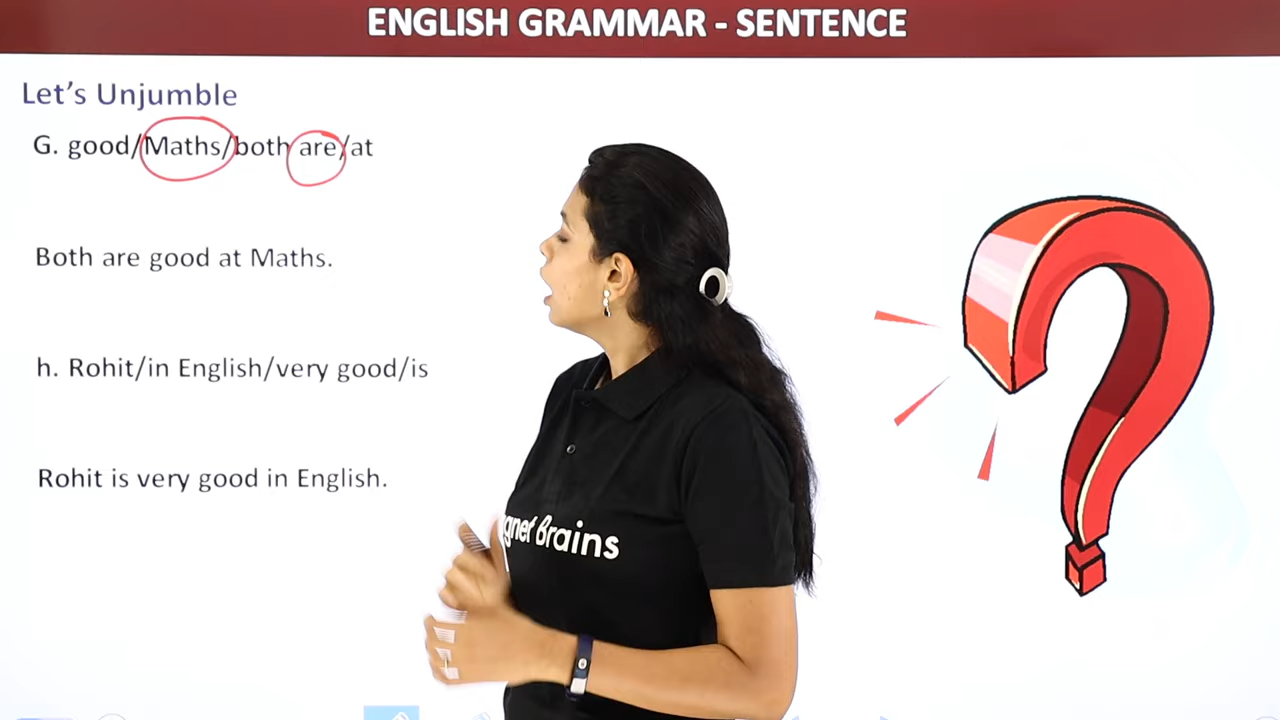 ENGLISH GRAMMAR - SENTENCE
Let's Unjumble
G. good/Maths/both are/at
Both are good at Maths.
h. Rohit/in English/very good/is
Rohit is very good in English.
Brains